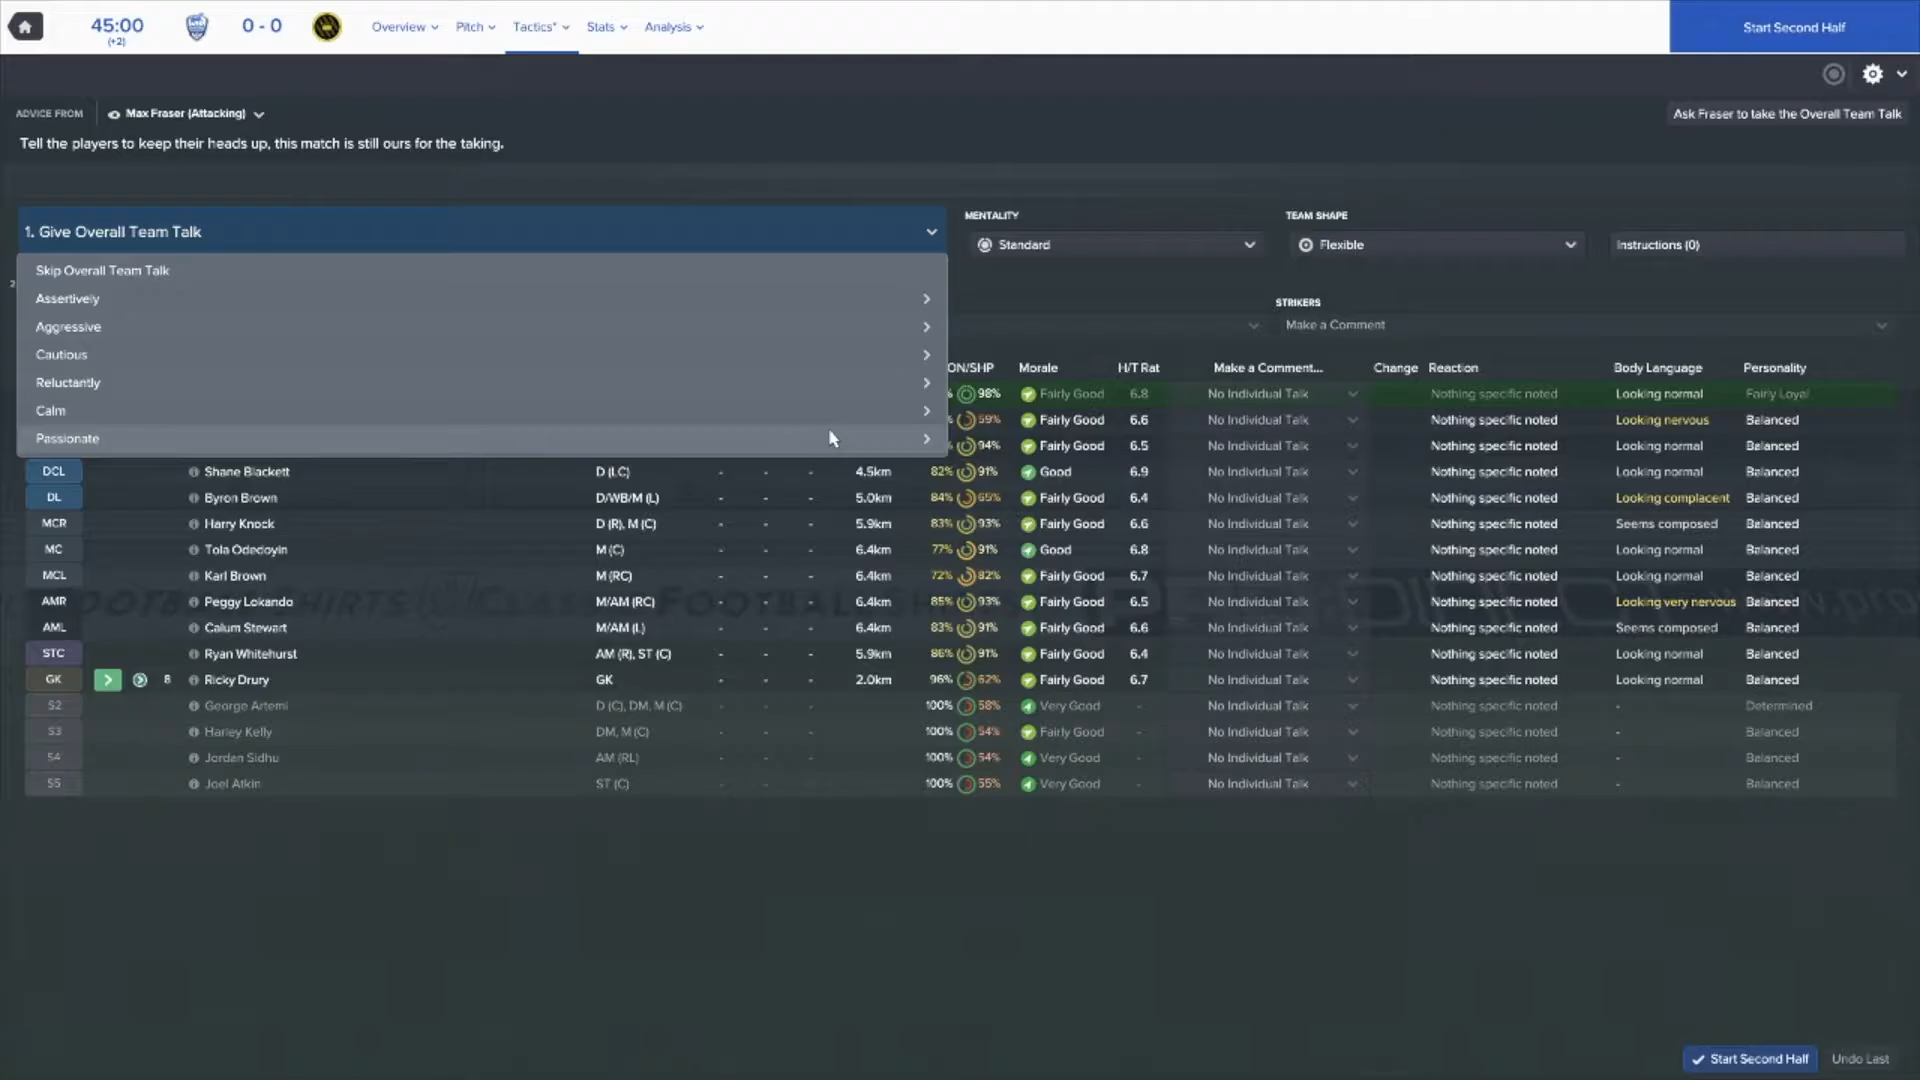 45:00 (+2) 0 - 0 Overview Pitch Tactics* Stats Analysis Start Second Half
ADVICE FROM Max Fraser (Attacking) Ask Fraser to take the Overall Team Talk
Tell the players to keep their heads up, this match is still ours for the taking.
MENTALITY TEAM SHAPE
1. Give Overall Team Talk Standard Flexible Instructions (0)
Skip Overall Team Talk
Assertively
STRIKERS
Aggressive Make a Comment
Cautious
ON/SHP Morale H/T Rat Make a Comment... Change Reaction Body Language Personality
Reluctantly
98% Fairly Good 6.8 No Individual Talk Nothing specific noted Looking normal Fairly Loyal
Calm
59% Fairly Good 6.6 No Individual Talk Nothing specific noted Looking nervous Balanced
Passionate
94% Fairly Good 6.5 No Individual Talk Nothing specific noted Looking normal Balanced
DCL Shane Blackett D (LC) - - - 4.5km 82% 91% Good 6.9 No Individual Talk Nothing specific noted Looking normal Balanced
DL Byron Brown D/WB/M (L) - - - 5.0km 84% 65% Fairly Good 6.4 No Individual Talk Nothing specific noted Looking complacent Balanced
MCR Harry Knock D (R), M (C) - - - 5.9km 83% 93% Fairly Good 6.6 No Individual Talk Nothing specific noted Seems composed Balanced
MC Tola Odedoyin M (C) - - - 6.4km 77% 91% Good 6.8 No Individual Talk Nothing specific noted Looking normal Balanced
MCL Karl Brown M (RC) - - - 6.4km 72% 82% Fairly Good 6.7 No Individual Talk Nothing specific noted Looking normal Balanced
AMR Peggy Lokando M/AM (RC) - - - 6.4km 85% 93% Fairly Good 6.5 No Individual Talk Nothing specific noted Looking very nervous Balanced
AML Calum Stewart M/AM (L) - - - 6.4km 83% 91% Fairly Good 6.6 No Individual Talk Nothing specific noted Seems composed Balanced
STC Ryan Whitehurst AM (R), ST (C) - - - 5.9km 86% 91% Fairly Good 6.4 No Individual Talk Nothing specific noted Looking normal Balanced
GK 8 Ricky Drury GK - - - 2.0km 96% 62% Fairly Good 6.7 No Individual Talk Nothing specific noted Looking normal Balanced
S2 George Artemi D (C), DM, M (C) - - - 100% 58% Very Good - No Individual Talk Nothing specific noted - Determined
S3 Harley Kelly DM, M (C) - - - 100% 54% Fairly Good - No Individual Talk Nothing specific noted - Balanced
S4 Jordan Sidhu AM (RL) - - - 100% 54% Very Good - No Individual Talk Nothing specific noted - Balanced
S5 Joel Atkin ST (C) - - - 100% 55% Very Good - No Individual Talk Nothing specific noted - Balanced
Start Second Half Undo Last